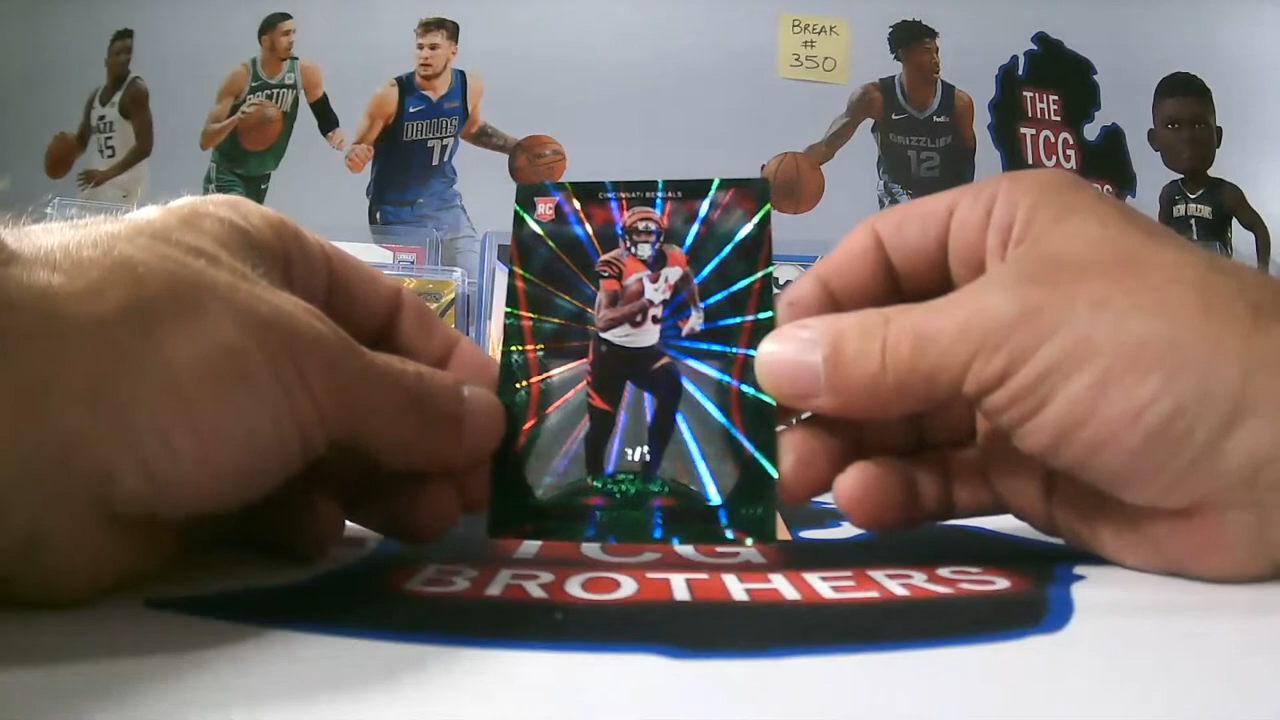 BREAK
#
350
JAZZ
45
BOSTON
DALLAS
77
FedEx
GRIZZLIES
12
THE
TCG
NEW ORLEANS
1
CINCINNATI BENGALS
RC
TCG
BROTHERS